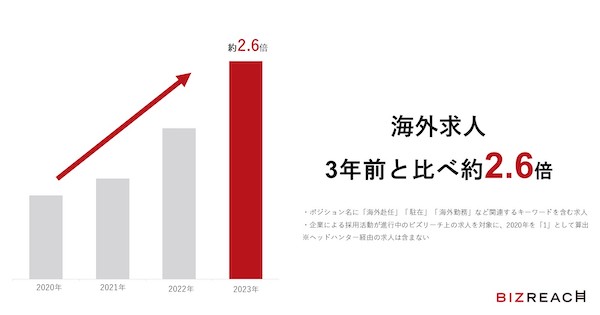 約2.6倍
2020年
2021年
2022年
2023年
海外求人
3年前と比べ約2.6倍
・ポジション名に「海外赴任」「駐在」「海外勤務」など関連するキーワードを含む求人
・企業による採用活動が進行中のビズリーチ上の求人を対象に、2020年を「1」として算出
※ヘッドハンター経由の求人は含まない
BIZREACH